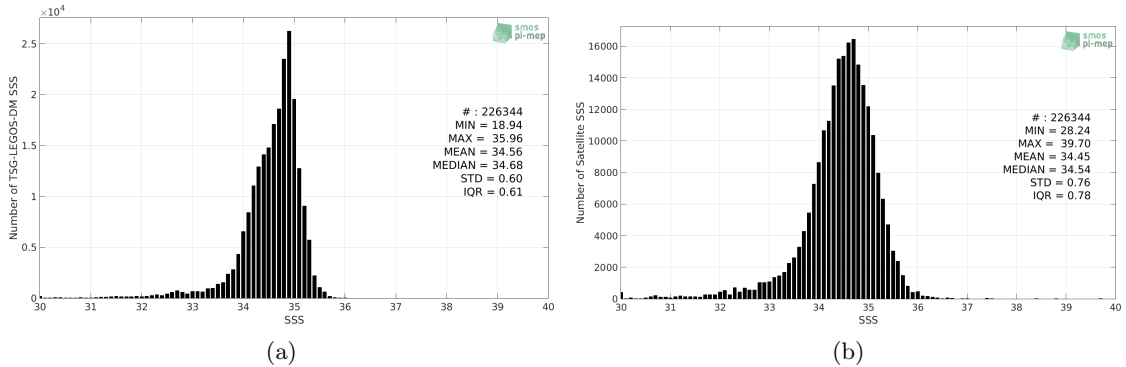 ×10⁴
2.5
2
1.5
1
0.5
0
Number of TSG-LEGOS-DM SSS
30 31 32 33 34 35 36 37 38 39 40
SSS
smos
pi-mep
# : 226344
MIN = 18.94
MAX = 35.96
MEAN = 34.56
MEDIAN = 34.68
STD = 0.60
IQR = 0.61
(a)
16000
14000
12000
10000
8000
6000
4000
2000
0
Number of Satellite SSS
30 31 32 33 34 35 36 37 38 39 40
SSS
smos
pi-mep
# : 226344
MIN = 28.24
MAX = 39.70
MEAN = 34.45
MEDIAN = 34.54
STD = 0.76
IQR = 0.78
(b)